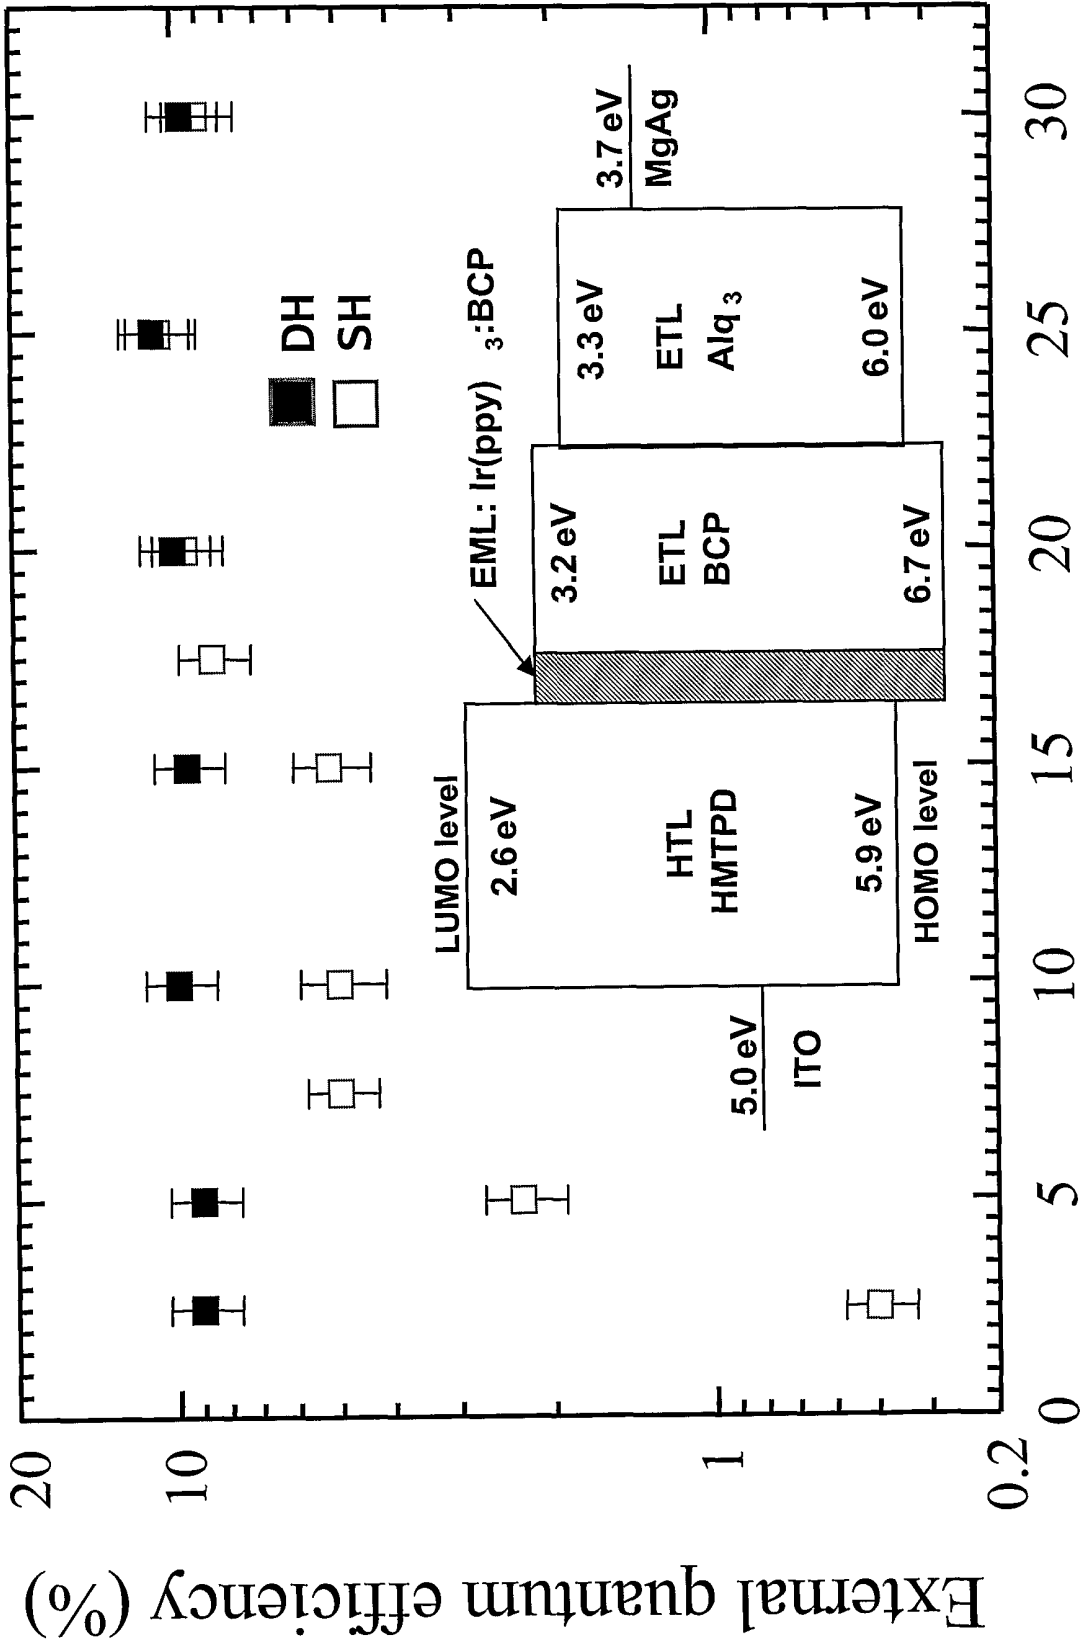 External quantum efficiency (%)
20
10
1
0.2
0
5
10
15
20
25
30
DH
SH
EML: Ir(ppy) 3:BCP
LUMO level
2.6 eV
HTL
HMTPD
5.9 eV
HOMO level
5.0 eV
ITO
3.2 eV
ETL
BCP
6.7 eV
3.3 eV
ETL
Alq 3
6.0 eV
3.7 eV
MgAg